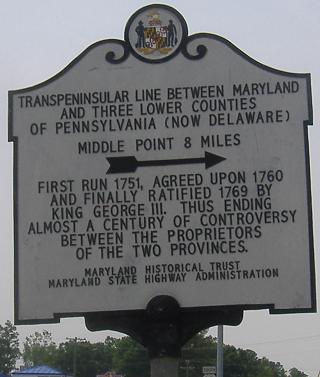 TRANSPENINSULAR LINE BETWEEN MARYLAND
AND THREE LOWER COUNTIES
OF PENNSYLVANIA (NOW DELAWARE)
MIDDLE POINT 8 MILES
FIRST RUN 1751, AGREED UPON 1760
AND FINALLY RATIFIED 1769 BY
KING GEORGE III. THUS ENDING
ALMOST A CENTURY OF CONTROVERSY
BETWEEN THE PROPRIETORS
OF THE TWO PROVINCES.
MARYLAND HISTORICAL TRUST
MARYLAND STATE HIGHWAY ADMINISTRATION